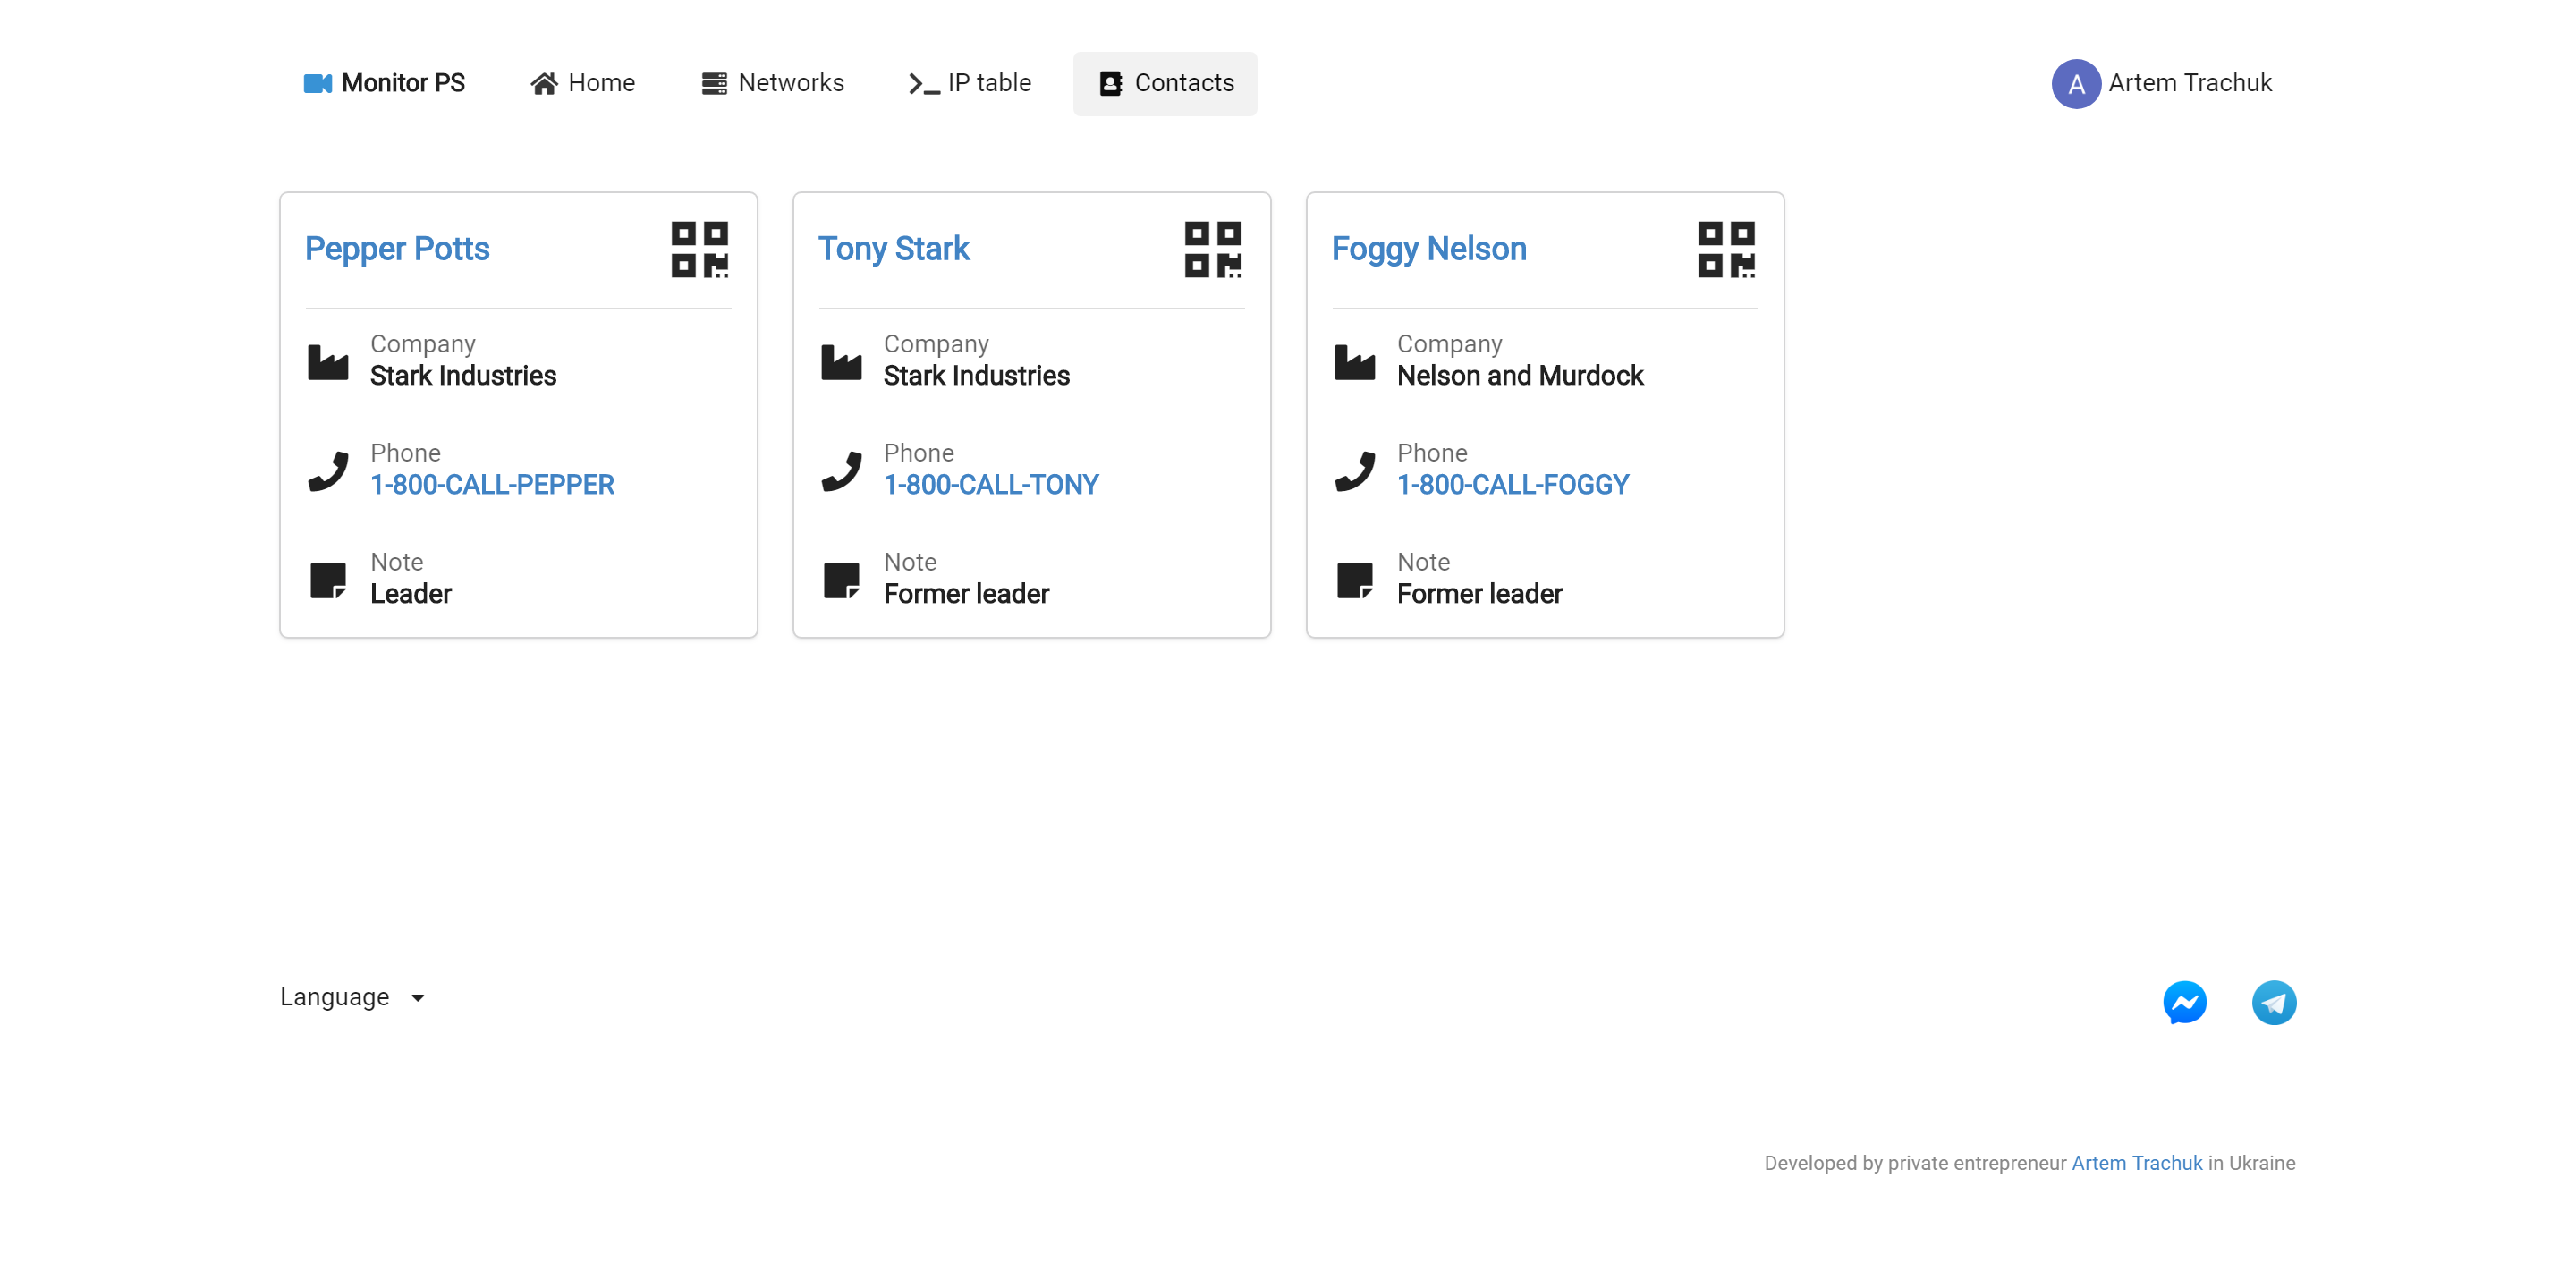 Monitor PS Home Networks IP table Contacts A Artem Trachuk
Pepper Potts
Company
Stark Industries
Phone
1-800-CALL-PEPPER
Note
Leader
Tony Stark
Company
Stark Industries
Phone
1-800-CALL-TONY
Note
Former leader
Foggy Nelson
Company
Nelson and Murdock
Phone
1-800-CALL-FOGGY
Note
Former leader
Language
Developed by private entrepreneur Artem Trachuk in Ukraine